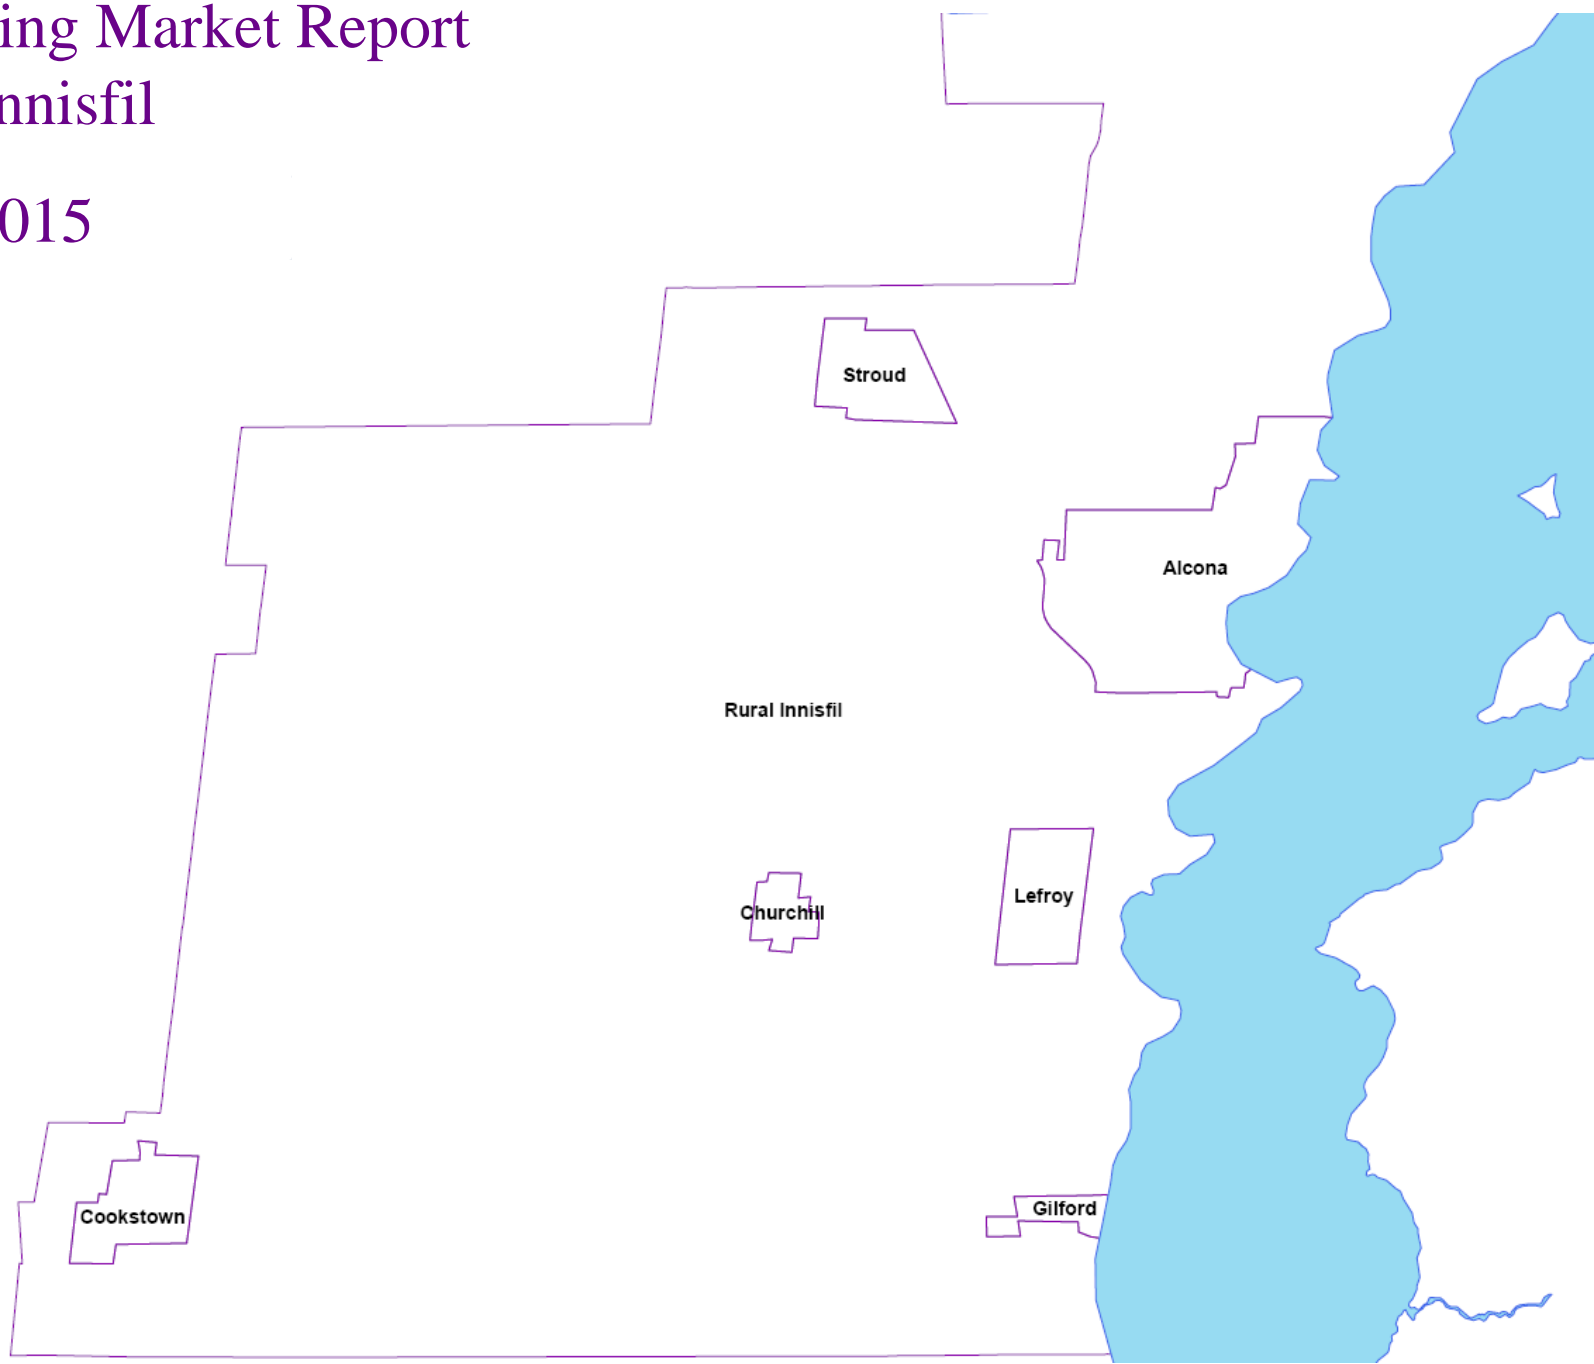 ing Market Report
nnisfil
015
Stroud
Alcona
Rural Innisfil
Lefroy
Churchill
Gilford
Cookstown